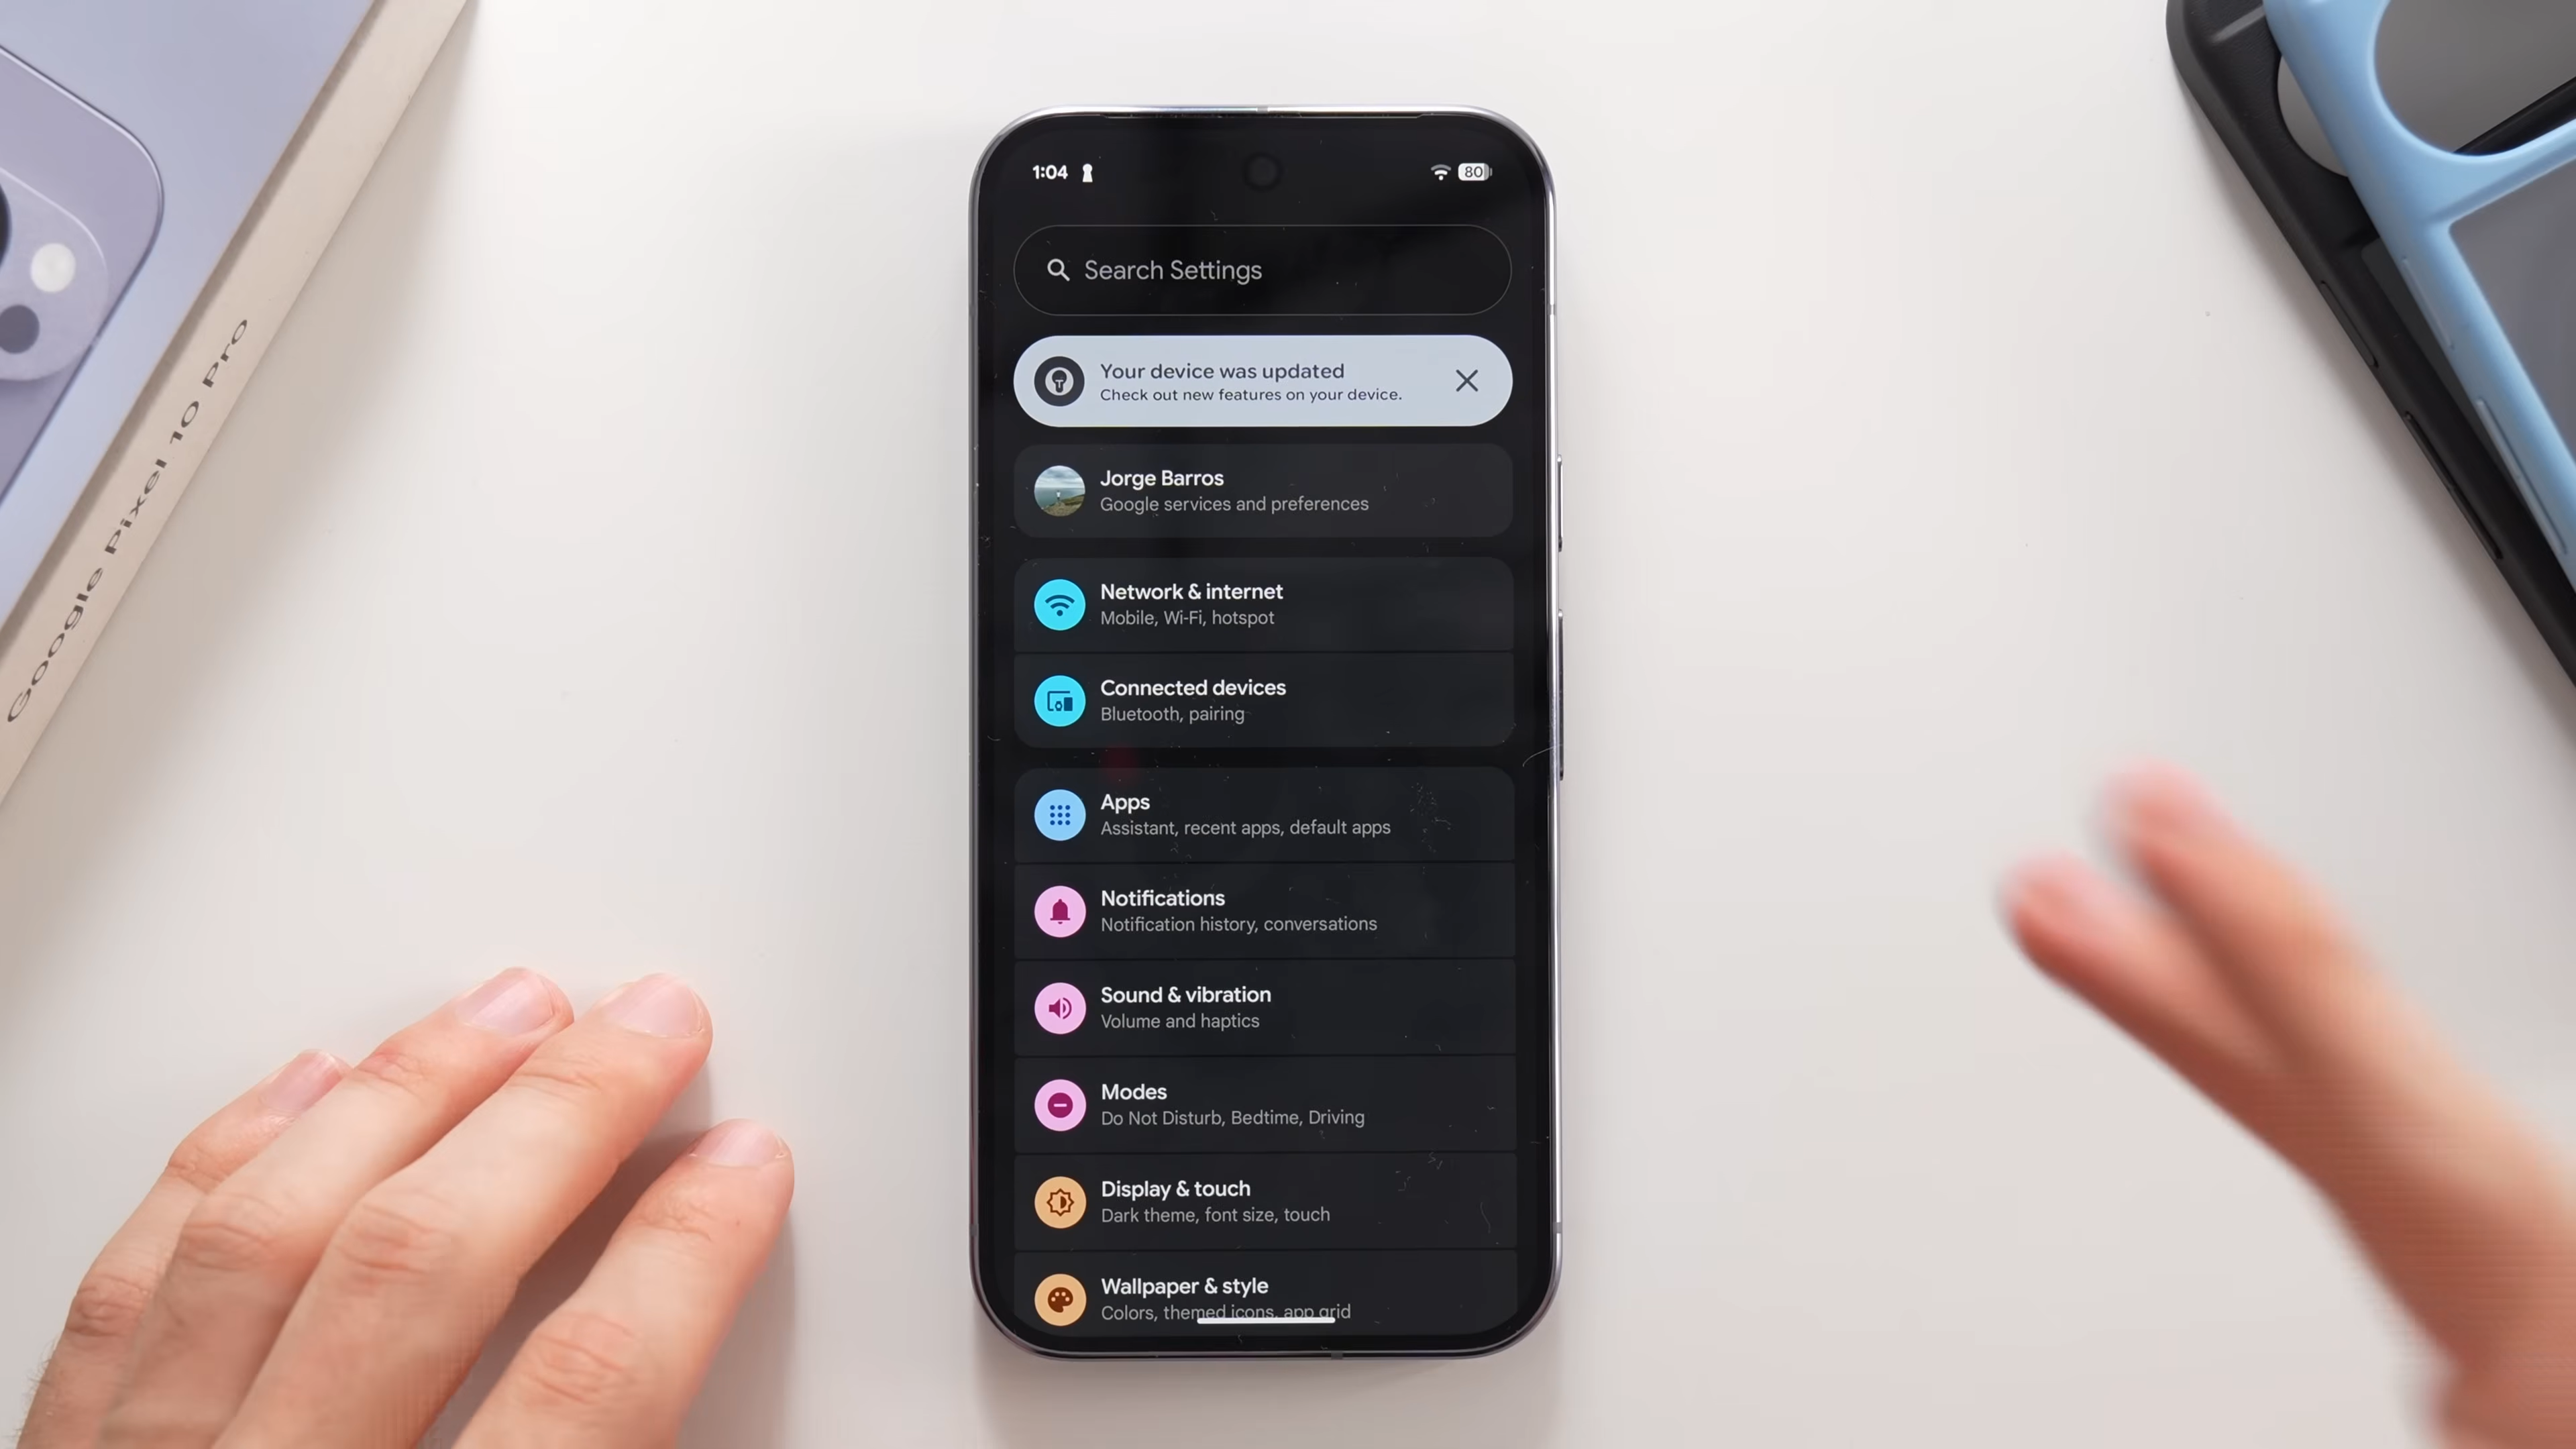 Google Pixel 10 Pro
1:04
80
Search Settings
Your device was updated
Check out new features on your device.
Jorge Barros
Google services and preferences
Network & internet
Mobile, Wi-Fi, hotspot
Connected devices
Bluetooth, pairing
Apps
Assistant, recent apps, default apps
Notifications
Notification history, conversations
Sound & vibration
Volume and haptics
Modes
Do Not Disturb, Bedtime, Driving
Display & touch
Dark theme, font size, touch
Wallpaper & style
Colors, themed icons, app grid